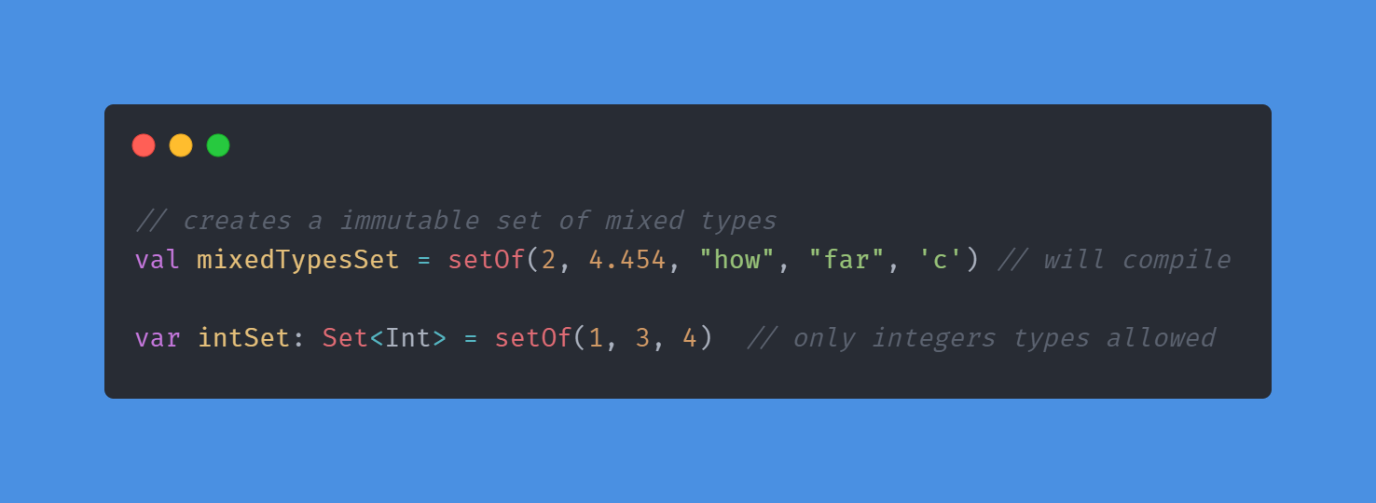 // creates a immutable set of mixed types
val mixedTypesSet = setOf(2, 4.454, "how", "far", 'c') // will compile
var intSet: Set<Int> = setOf(1, 3, 4)  // only integers types allowed